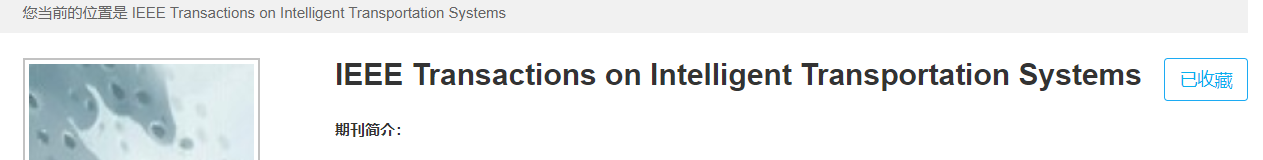 您当前的位置是 IEEE Transactions on Intelligent Transportation Systems
IEEE Transactions on Intelligent Transportation Systems
已收藏
期刊简介：